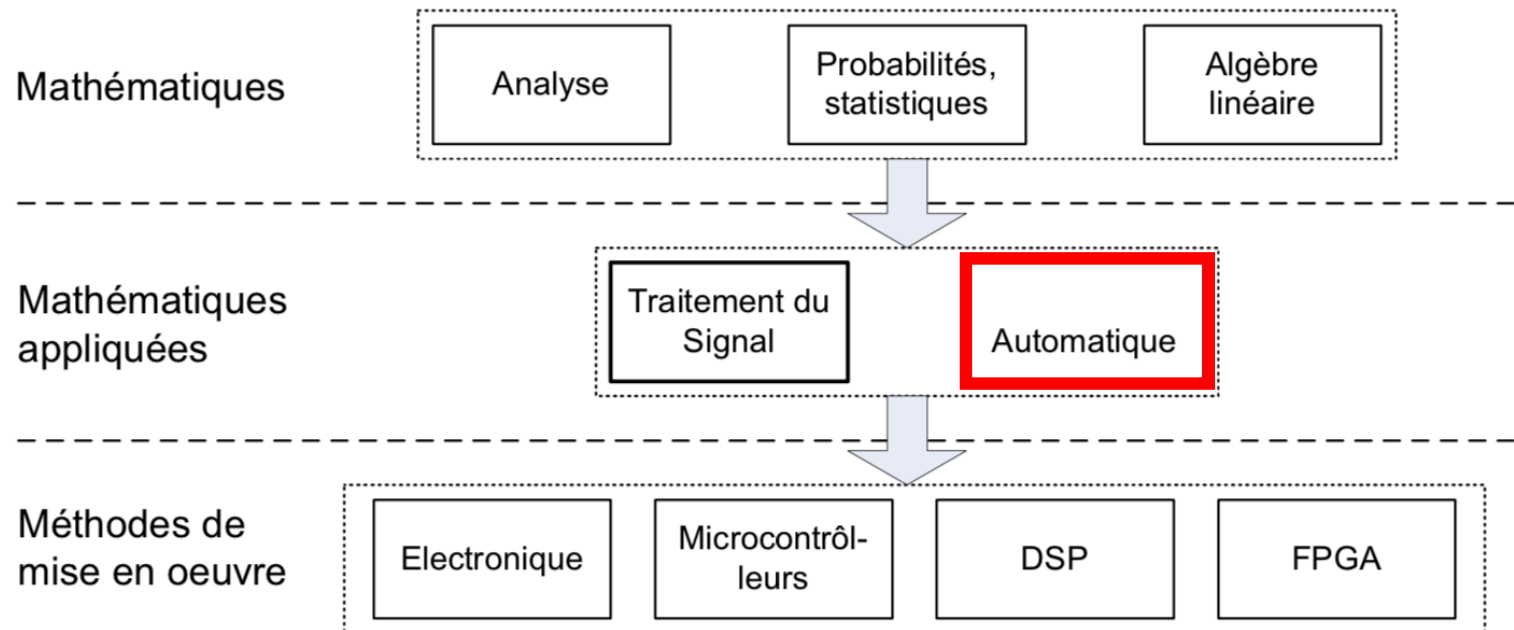 Mathématiques
Analyse
Probabilités,
statistiques
Algèbre
linéaire
Mathématiques
appliquées
Traitement du
Signal
Automatique
Méthodes de
mise en oeuvre
Electronique
Microcontrôl-
leurs
DSP
FPGA